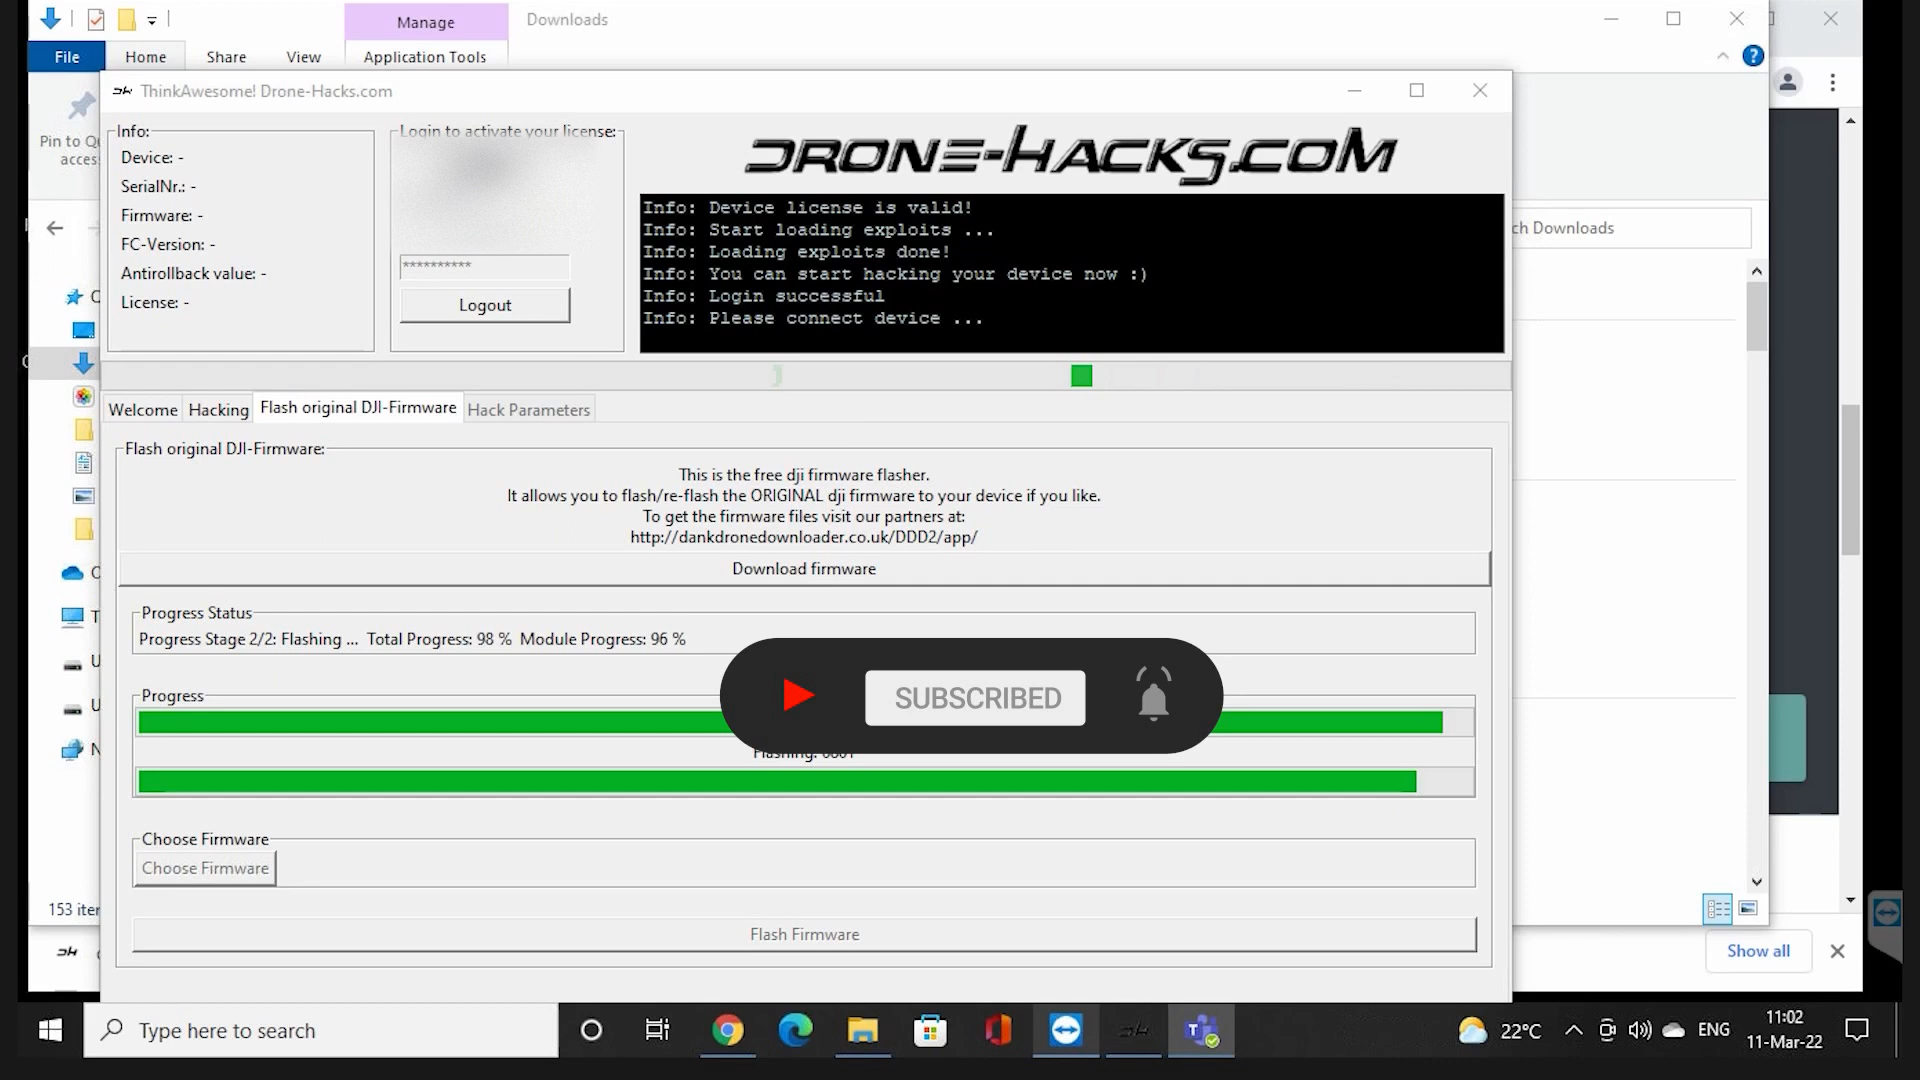 Manage
Downloads
File
Home
Share
View
Application Tools
ThinkAwesome! Drone-Hacks.com
Info:
Device: -
SerialNr.: -
Firmware: -
FC-Version: -
Antirollback value: -
License: -
Login to activate your license:
**********
Logout
DRONE-HACKS.COM
Info: Device license is valid!
Info: Start loading exploits ...
Info: Loading exploits done!
Info: You can start hacking your device now :)
Info: Login successful
Info: Please connect device ...
Pin to Qu
access
ch Downloads
Welcome
Hacking
Flash original DJI-Firmware
Hack Parameters
Flash original DJI-Firmware:
This is the free dji firmware flasher.
It allows you to flash/re-flash the ORIGINAL dji firmware to your device if you like.
To get the firmware files visit our partners at:
http://dankdronedownloader.co.uk/DDD2/app/
Download firmware
Progress Status
Progress Stage 2/2: Flashing ... Total Progress: 98 % Module Progress: 96 %
Progress
SUBSCRIBED
Flashing:
Choose Firmware
Choose Firmware
Flash Firmware
153 iter
Show all
Type here to search
22°C
ENG
11:02
11-Mar-22